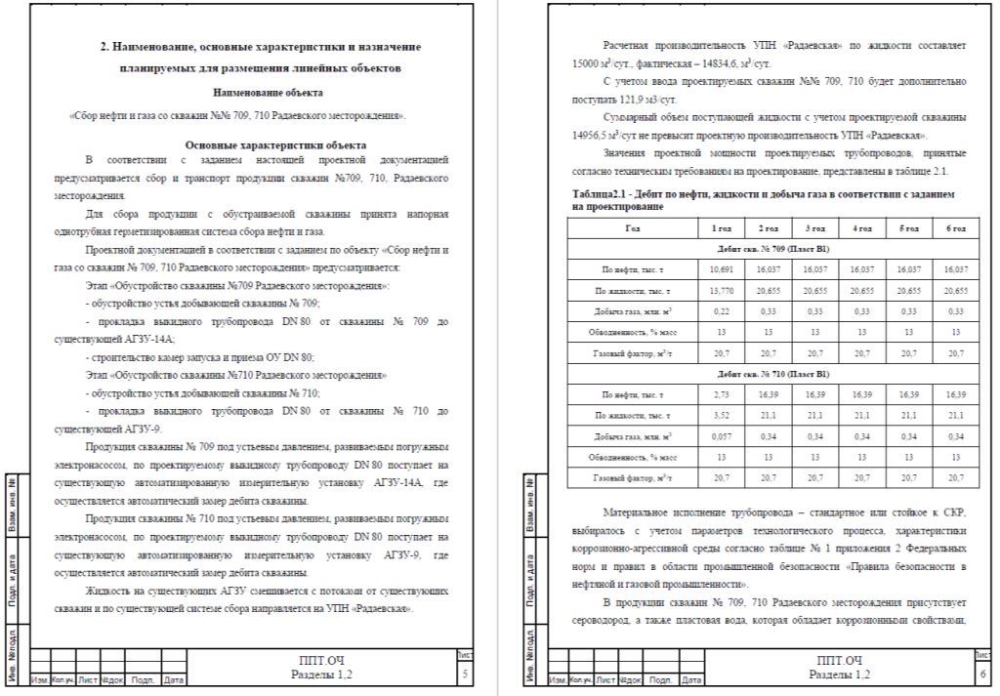 2. Наименование, основные характеристики и назначение
планируемых для размещения линейных объектов
Наименование объекта
«Сбор нефти и газа со скважин №№ 709, 710 Радаевского месторождения».
Основные характеристики объекта
В соответствии с заданием настоящей проектной документацией
предусматривается сбор и транспорт продукции скважин №709, 710. Радаевского
месторождения.
Для сбора продукции с обустраиваемой скважины принята напорная
однотрубная герметизированная система сбора нефти и газа.
Проектной документацией в соответствии с заданием по объекту «Сбор нефти и
газа со скважин № 709, 710 Радаевского месторождения» предусматривается:
Этап «Обустройство скважины №709 Радаевского месторождения»:
- обустройство устья добывающей скважины № 709;
- прокладка выкидного трубопровода DN 80 от скважины № 709 до
существующей АГЗУ-14А;
- строительство камер запуска и приема ОУ DN 80;
Этап «Обустройство скважины №710 Радаевского месторождения»
- обустройство устья добывающей скважины № 710;
- прокладка выкидного трубопровода DN 80 от скважины № 710 до
существующей АГЗУ-9.
Продукция скважины № 709 под устьевым давлением, развиваемым погружным
электронасосом, по проектируемому выкидному трубопроводу DN 80 поступает на
существующую автоматизированную измерительную установку АГЗУ-14А, где
осуществляется автоматический замер дебита скважины.
Продукция скважины № 710 под устьевым давлением, развиваемым погружным
электронасосом, по проектируемому выкидному трубопроводу DN 80 поступает на
существующую автоматизированную измерительную установку АГЗУ-9, где
осуществляется автоматический замер дебита скважины.
Жидкость на существующих АГЗУ смешивается с потоками от существующих
скважин и по существующей системе сбора направляется на УПН «Радаевская».
Взам. инв. №
Подп. и дата
Инв. №подл.
Изм. Кол.уч. Лист №док Подп. Дата
ППТ.ОЧ
Разделы 1,2
Лист
5
Расчетная производительность УПН «Радаевская» по жидкости составляет
15000 м³/сут., фактическая – 14834,6, м³/сут.
С учетом ввода проектируемых скважин №№ 709, 710 будет дополнительно
поступать 121,9 м3/сут.
Суммарный объем поступающей жидкости с учетом проектируемой скважины
14956,5 м³/сут не превысит проектную производительность УПН «Радаевская».
Значения проектной мощности проектируемых трубопроводов, принятые
согласно техническим требованиям на проектирование, представлены в таблице 2.1.
Таблица2.1 - Дебит по нефти, жидкости и добыча газа в соответствии с заданием
на проектирование
Год 1 год 2 год 3 год 4 год 5 год 6 год
Дебит скв. № 709 (Пласт В1)
По нефти, тыс. т 10,691 16,037 16,037 16,037 16,037 16,037
По жидкости, тыс. т 13,770 20,655 20,655 20,655 20,655 20,655
Добыча газа, млн. м³ 0,22 0,33 0,33 0,33 0,33 0,33
Обводненность, % масс 13 13 13 13 13 13
Газовый фактор, м³/т 20,7 20,7 20,7 20,7 20,7 20,7
Дебит скв. № 710 (Пласт В1)
По нефти, тыс. т 2,73 16,39 16,39 16,39 16,39 16,39
По жидкости, тыс. т 3,52 21,1 21,1 21,1 21,1 21,1
Добыча газа, млн. м³ 0,057 0,34 0,34 0,34 0,34 0,34
Обводненность, % масс 13 13 13 13 13 13
Газовый фактор, м³/т 20,7 20,7 20,7 20,7 20,7 20,7
Материальное исполнение трубопровода – стандартное или стойкое к СКР,
выбиралось с учетом параметров технологического процесса, характеристики
коррозионно-агрессивной среды согласно таблице № 1 приложения 2 Федеральных
норм и правил в области промышленной безопасности «Правила безопасности в
нефтяной и газовой промышленности».
В продукции скважин № 709, 710 Радаевского месторождения присутствует
сероводород, а также пластовая вода, которая обладает коррозионными свойствами,
Взам. инв. №
Подп. и дата
Инв. №подл.
Изм. Кол.уч. Лист №док Подп. Дата
ППТ.ОЧ
Разделы 1,2
Лист
6